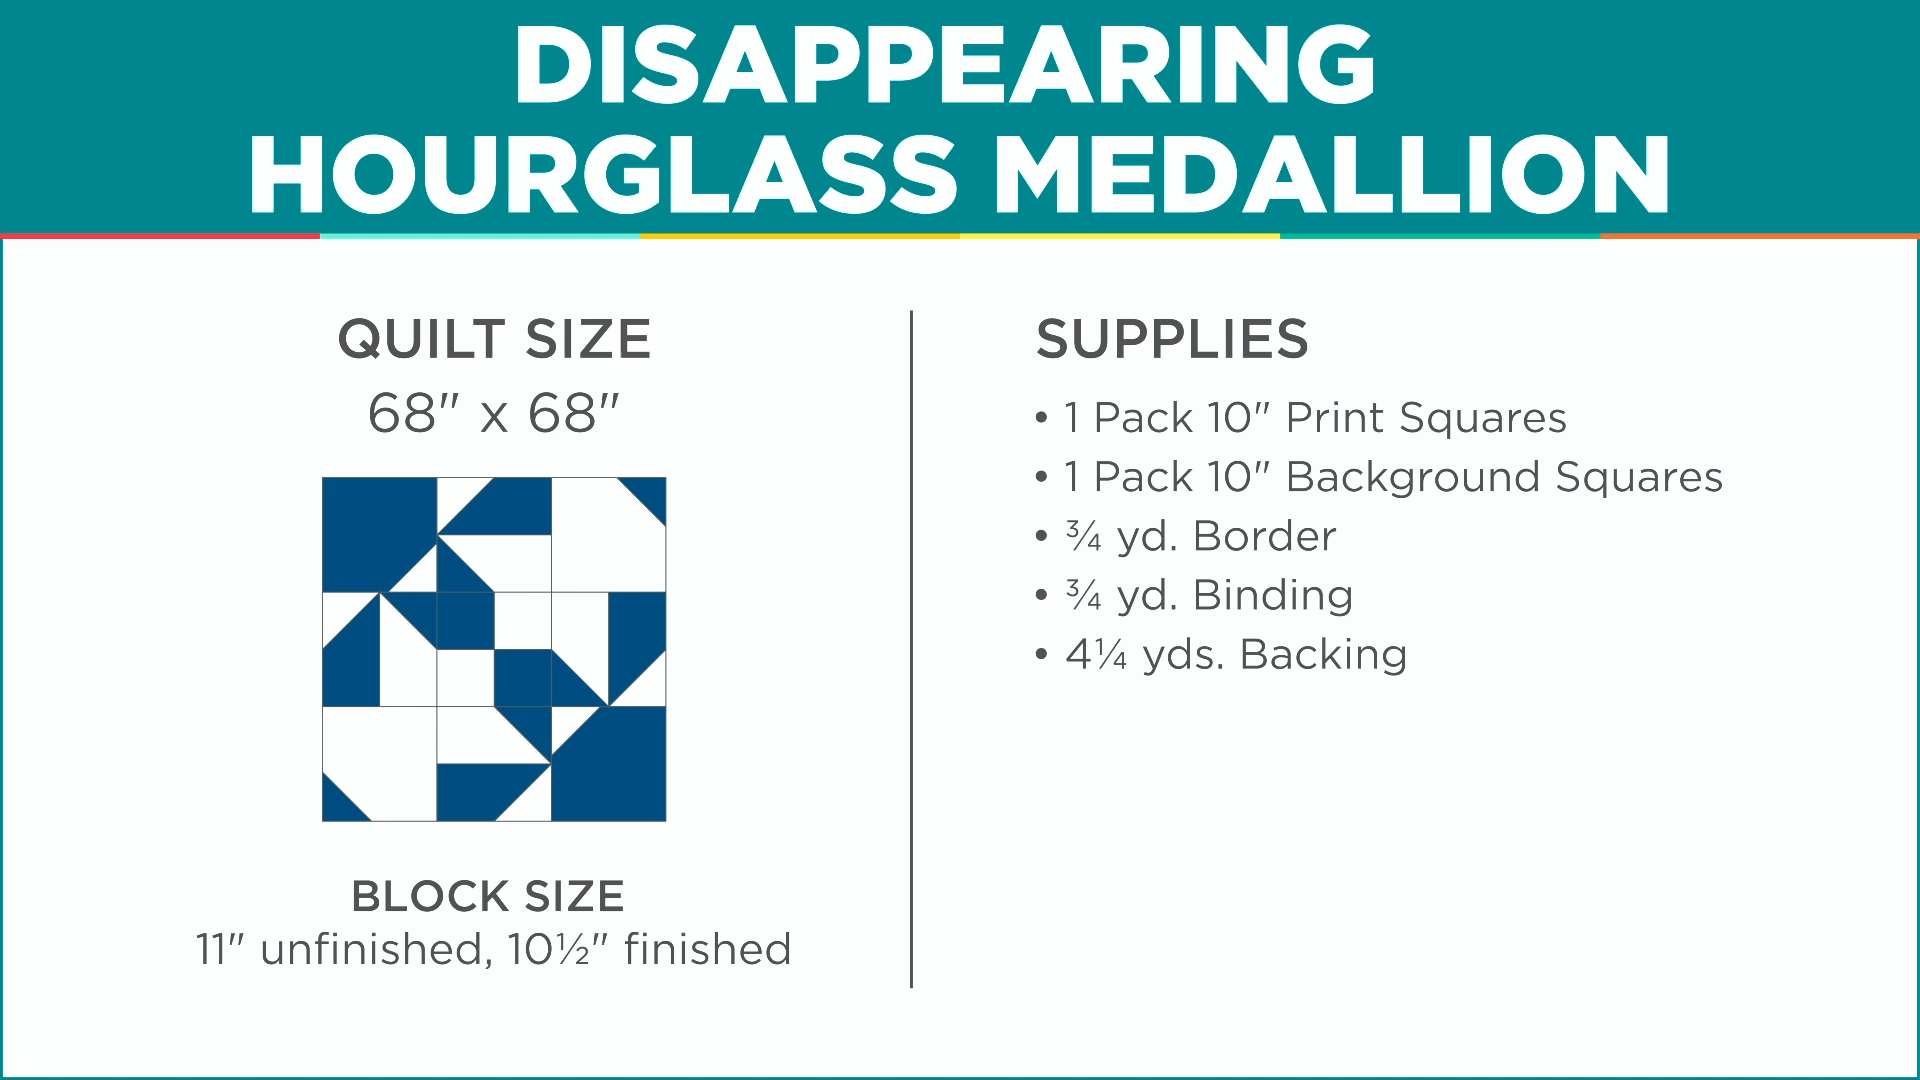 DISAPPEARING
HOURGLASS MEDALLION
QUILT SIZE
68" x 68"
BLOCK SIZE
11" unfinished, 10½" finished
SUPPLIES
• 1 Pack 10" Print Squares
• 1 Pack 10" Background Squares
• ¾ yd. Border
• ¾ yd. Binding
• 4¼ yds. Backing